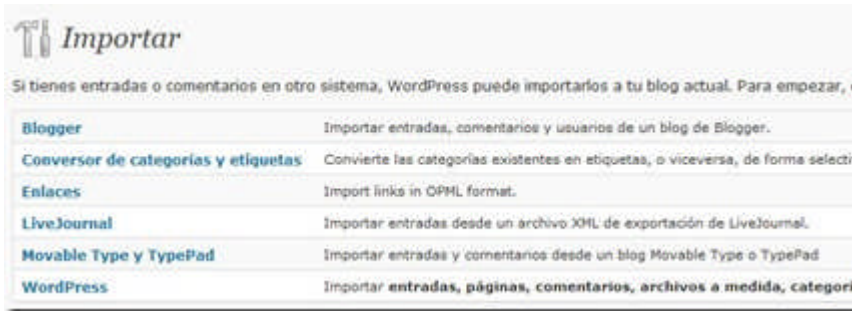 Importar
Si tienes entradas o comentarios en otro sistema, WordPress puede importarlos a tu blog actual. Para empezar,
Blogger Importar entradas, comentarios y usuarios de un blog de Blogger.
Conversor de categorías y etiquetas Convierte las categorías existentes en etiquetas, o viceversa, de forma selecti
Enlaces Import links in OPML format.
LiveJournal Importar entradas desde un archivo XML de exportación de LiveJournal.
Movable Type y TypePad Importar entradas y comentarios desde un blog Movable Type o TypePad
WordPress Importar entradas, páginas, comentarios, archivos a medida, categorí